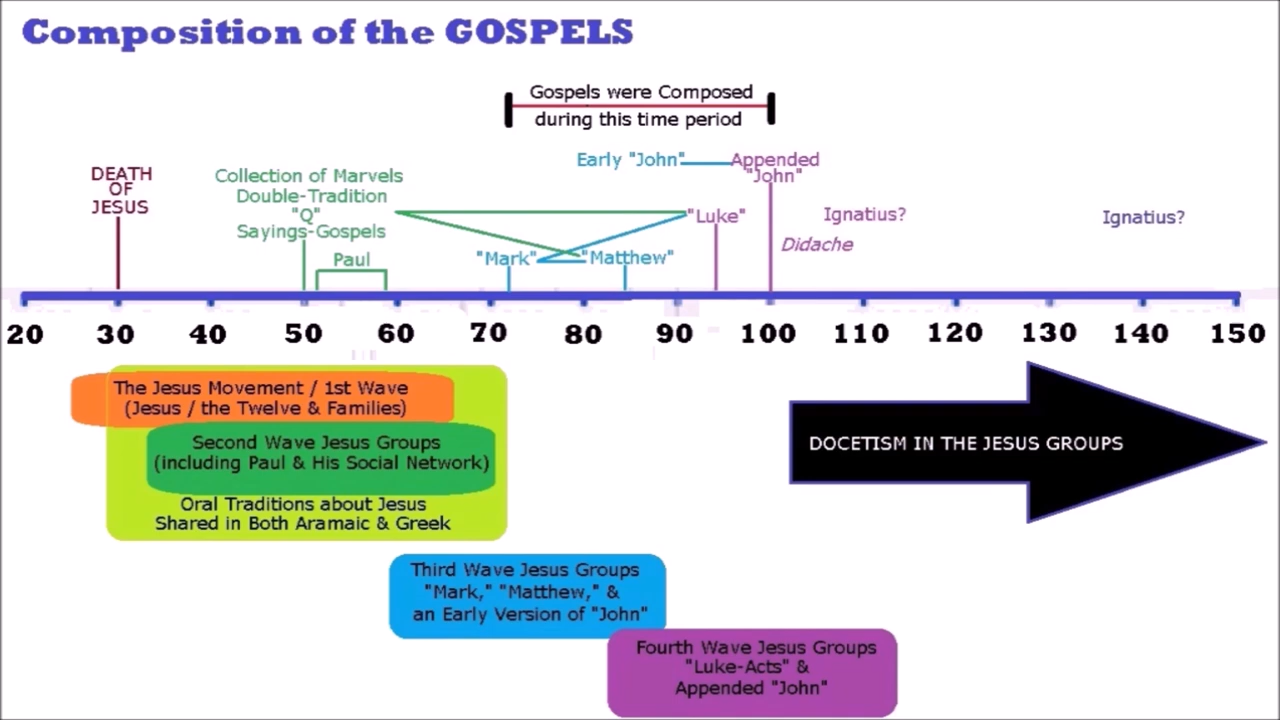 Composition of the GOSPELS
Gospels were Composed
during this time period
Early "John"
Appended
"John"
DEATH
OF
JESUS
Collection of Marvels
Double-Tradition
"Q"
Sayings-Gospels
Paul
"Mark"
"Matthew"
"Luke"
Ignatius?
Didache
Ignatius?
20 30 40 50 60 70 80 90 100 110 120 130 140 150
The Jesus Movement / 1st Wave
(Jesus / the Twelve & Families)
Second Wave Jesus Groups
(including Paul & His Social Network)
Oral Traditions about Jesus
Shared in Both Aramaic & Greek
DOCETISM IN THE JESUS GROUPS
Third Wave Jesus Groups
"Mark," "Matthew," &
an Early Version of "John"
Fourth Wave Jesus Groups
"Luke-Acts" &
Appended "John"